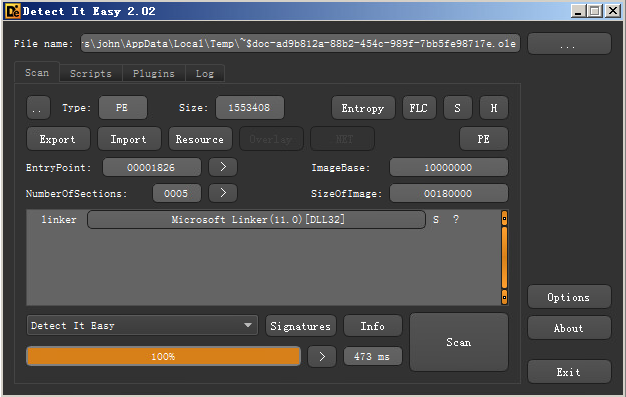 Detect It Easy 2.02
File name: s\john\AppData\Local\Temp\~$doc-ad9b812a-88b2-454c-989f-7bb5fe98717e.ole ...
Scan Scripts Plugins Log
.. Type: PE Size: 1553408 Entropy FLC S H
Export Import Resource Overlay .NET PE
EntryPoint: 00001826 > ImageBase: 10000000
NumberOfSections: 0005 > SizeOfImage: 00180000
linker Microsoft Linker(11.0)[DLL32] S ?
Options
Detect It Easy Signatures Info Scan About
100% > 473 ms
Exit